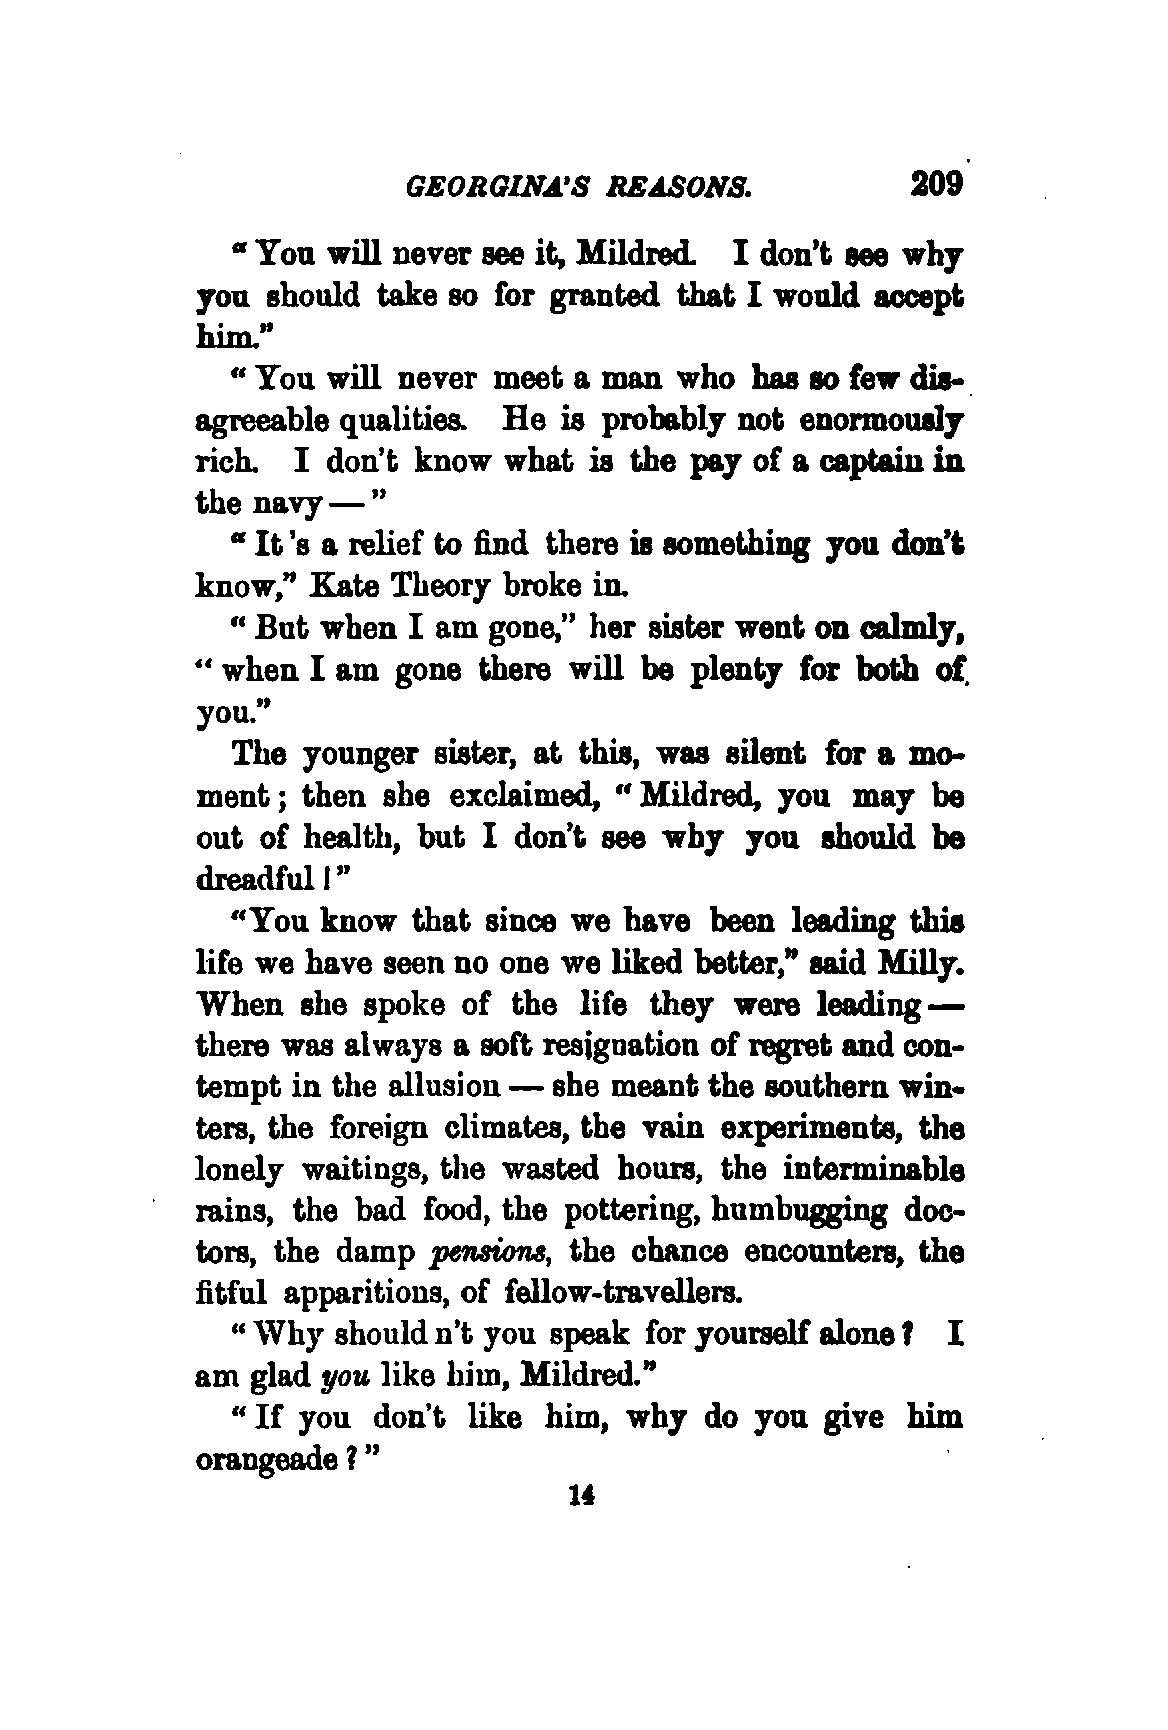 GEORGINA'S REASONS. 209
"You will never see it, Mildred. I don't see why
you should take so for granted that I would accept
him."
"You will never meet a man who has so few dis-
agreeable qualities. He is probably not enormously
rich. I don't know what is the pay of a captain in
the navy — "
"It 's a relief to find there is something you don't
know," Kate Theory broke in.
"But when I am gone," her sister went on calmly,
"when I am gone there will be plenty for both of
you."
The younger sister, at this, was silent for a mo-
ment; then she exclaimed, "Mildred, you may be
out of health, but I don't see why you should be
dreadful!"
"You know that since we have been leading this
life we have seen no one we liked better," said Milly.
When she spoke of the life they were leading —
there was always a soft resignation of regret and con-
tempt in the allusion — she meant the southern win-
ters, the foreign climates, the vain experiments, the
lonely waitings, the wasted hours, the interminable
rains, the bad food, the pottering, humbugging doc-
tors, the damp pensions, the chance encounters, the
fitful apparitions, of fellow-travellers.
"Why should n't you speak for yourself alone? I
am glad you like him, Mildred."
"If you don't like him, why do you give him
orangeade?"
14